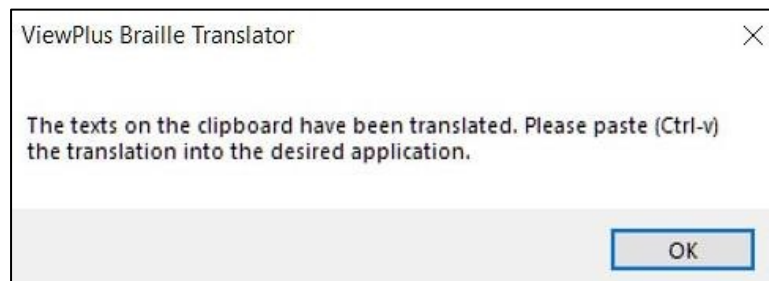 ViewPlus Braille Translator
The texts on the clipboard have been translated. Please paste (Ctrl-v)
the translation into the desired application.
OK